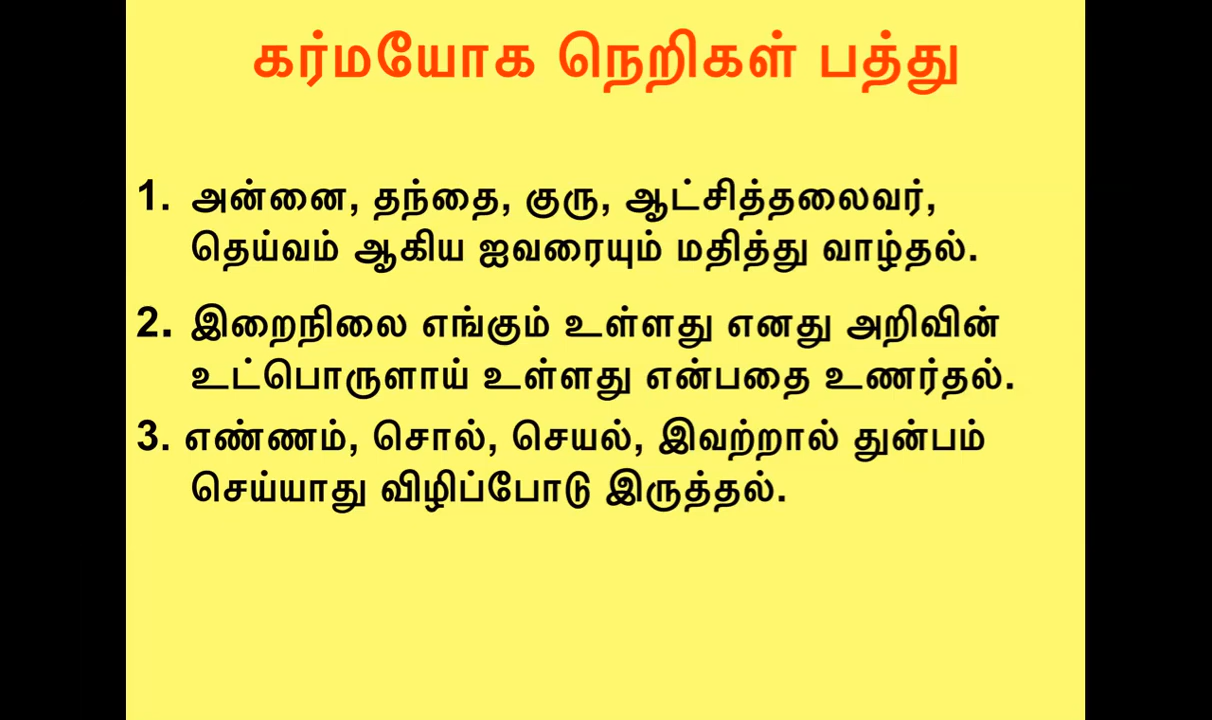 கர்மயோக நெறிகள் பத்து
1. அன்னை, தந்தை, குரு, ஆட்சித்தலைவர்,
தெய்வம் ஆகிய ஐவரையும் மதித்து வாழ்தல்.
2. இறைநிலை எங்கும் உள்ளது எனது அறிவின்
உட்பொருளாய் உள்ளது என்பதை உணர்தல்.
3. எண்ணம், சொல், செயல், இவற்றால் துன்பம்
செய்யாது விழிப்போடு இருத்தல்.